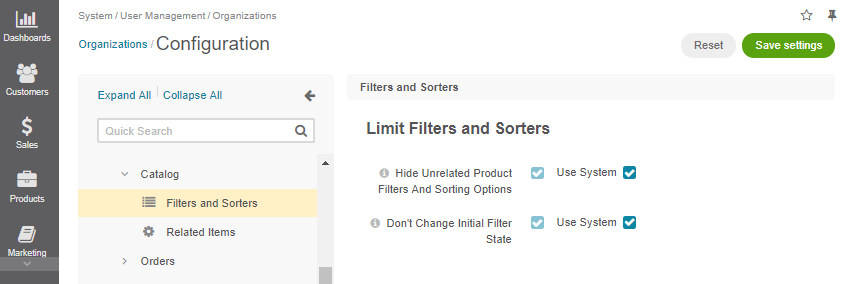 Dashboards
Customers
Sales
Products
Marketing
System / User Management / Organizations
Organizations / Configuration
Reset
Save settings
Expand All
Collapse All
Quick Search
Catalog
Filters and Sorters
Related Items
Orders
Filters and Sorters
Limit Filters and Sorters
Hide Unrelated Product
Filters And Sorting Options
Use System
Don't Change Initial Filter
State
Use System